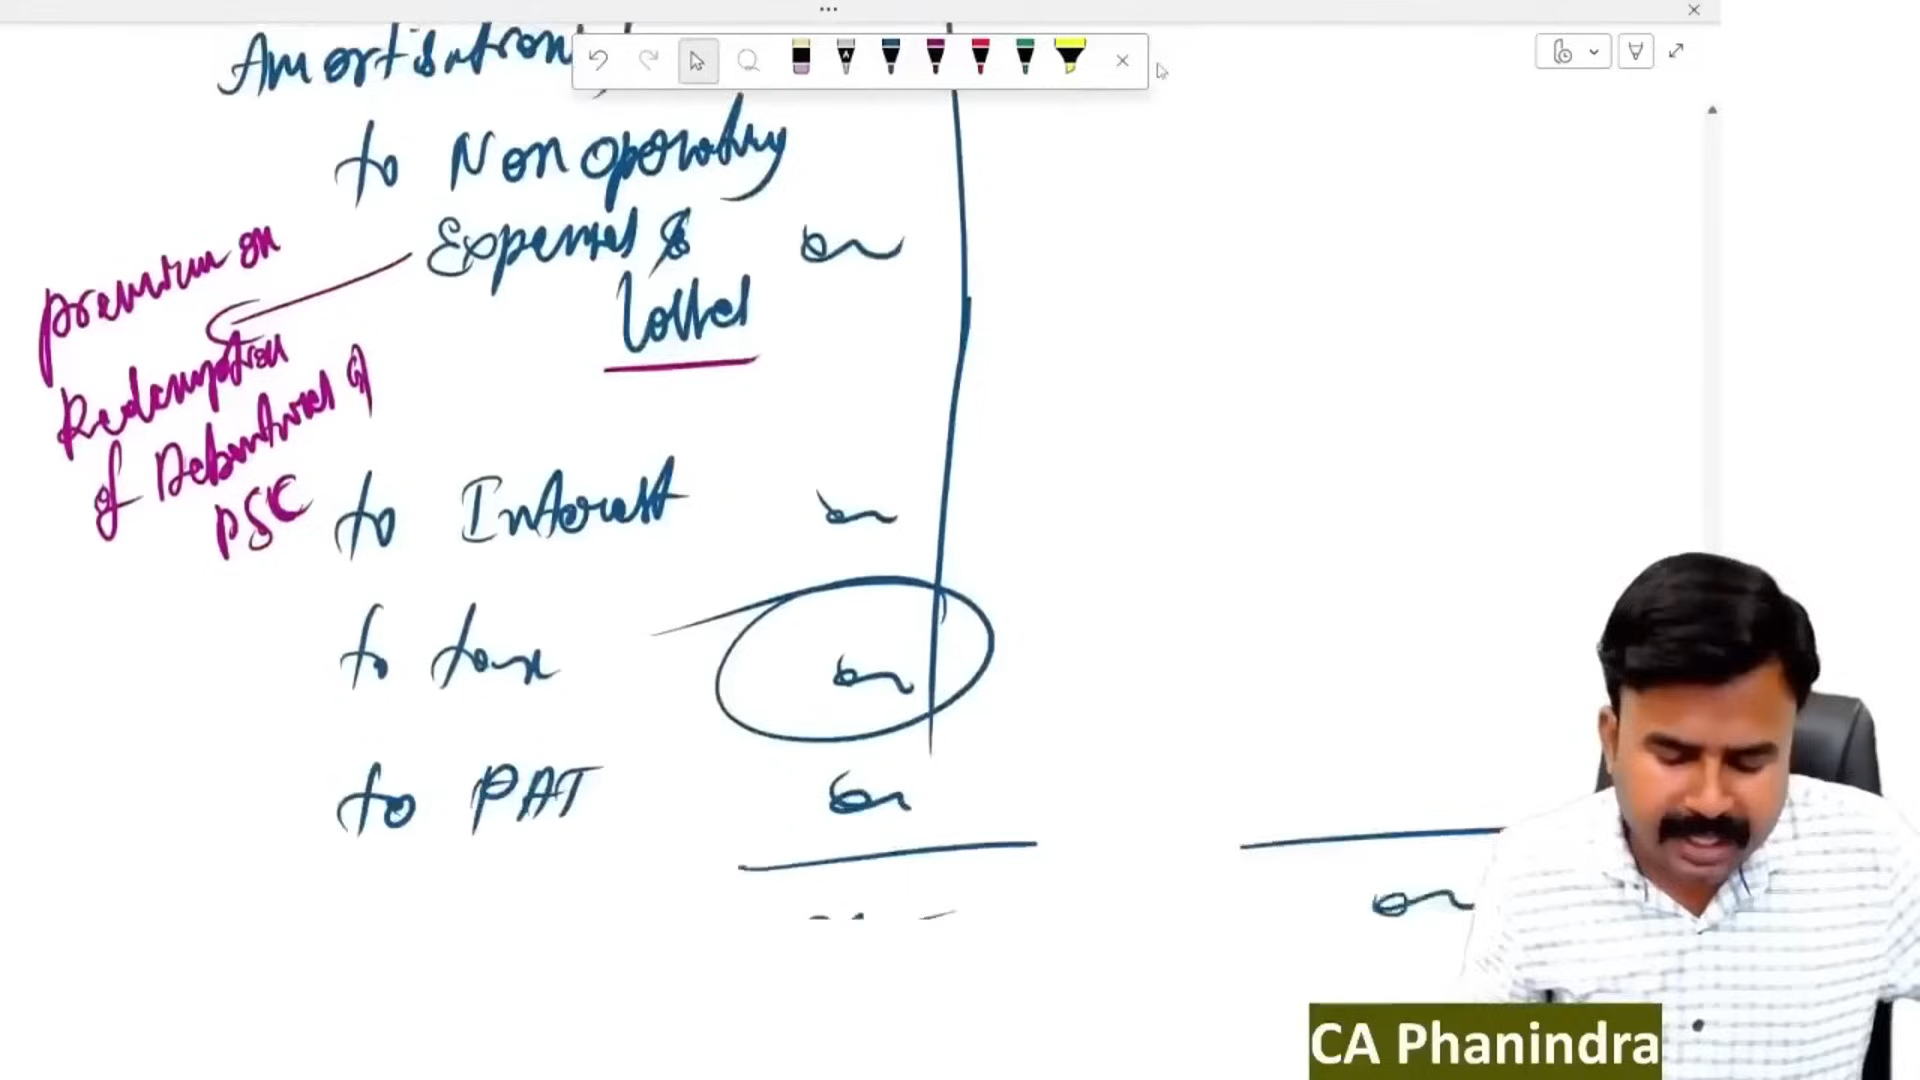 Amortisation
to Non operating
Expenses &
Losses
premium on
Redemption
of Debentures &
PSC
to Interest
to tax
to PAT
CA Phanindra